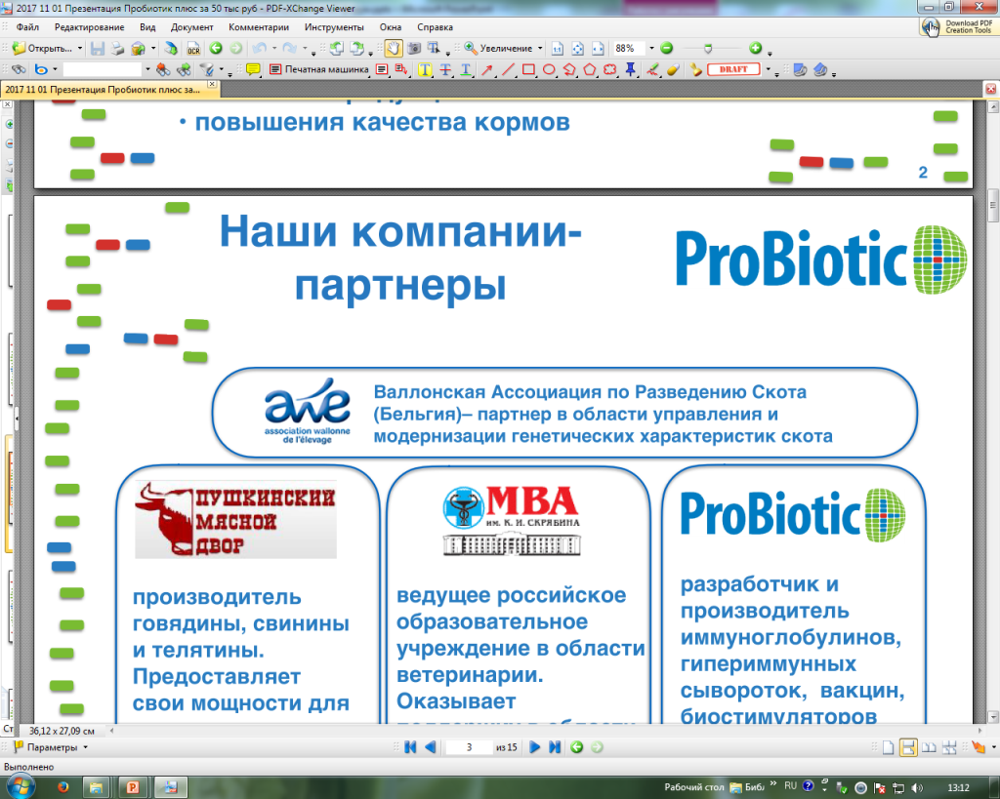 2017 11 01 Презентация Пробиотик плюс за 50 тыс руб - PDF-XChange Viewer
Файл Редактирование Вид Документ Комментарии Инструменты Окна Справка
Download PDF
Creation Tools
Открыть... OCR Увеличение 88%
Печатная машинка DRAFT
2017 11 01 Презентация Пробиотик плюс за...
• повышения качества кормов
2
Наши компании-
партнеры
ProBiotic
awe
association wallonne
de l'élevage
Валлонская Ассоциация по Разведению Скота
(Бельгия)– партнер в области управления и
модернизации генетических характеристик скота
ПУШКИНСКИЙ
МЯСНОЙ
ДВОР
производитель
говядины, свинины
и телятины.
Предоставляет
свои мощности для
МВА
ИМ. К. И. СКРЯБИНА
ведущее российское
образовательное
учреждение в области
ветеринарии.
Оказывает
поддержку в области
ProBiotic
разработчик и
производитель
иммуноглобулинов,
гипериммунных
сывороток, вакцин,
биостимуляторов
36,12 x 27,09 см
Параметры 3 из 15
Выполнено
Рабочий стол Библ » RU 13:12